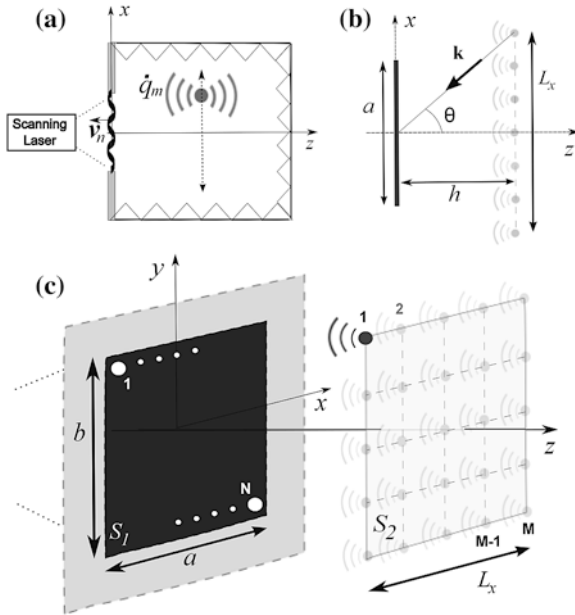 (a)
x
q̇m
Scanning
Laser
vn
z
(b)
x
k
a
θ
Lx
z
h
(c)
y
1
2
1
x
b
z
N
S1
S2
a
M-1
M
Lx